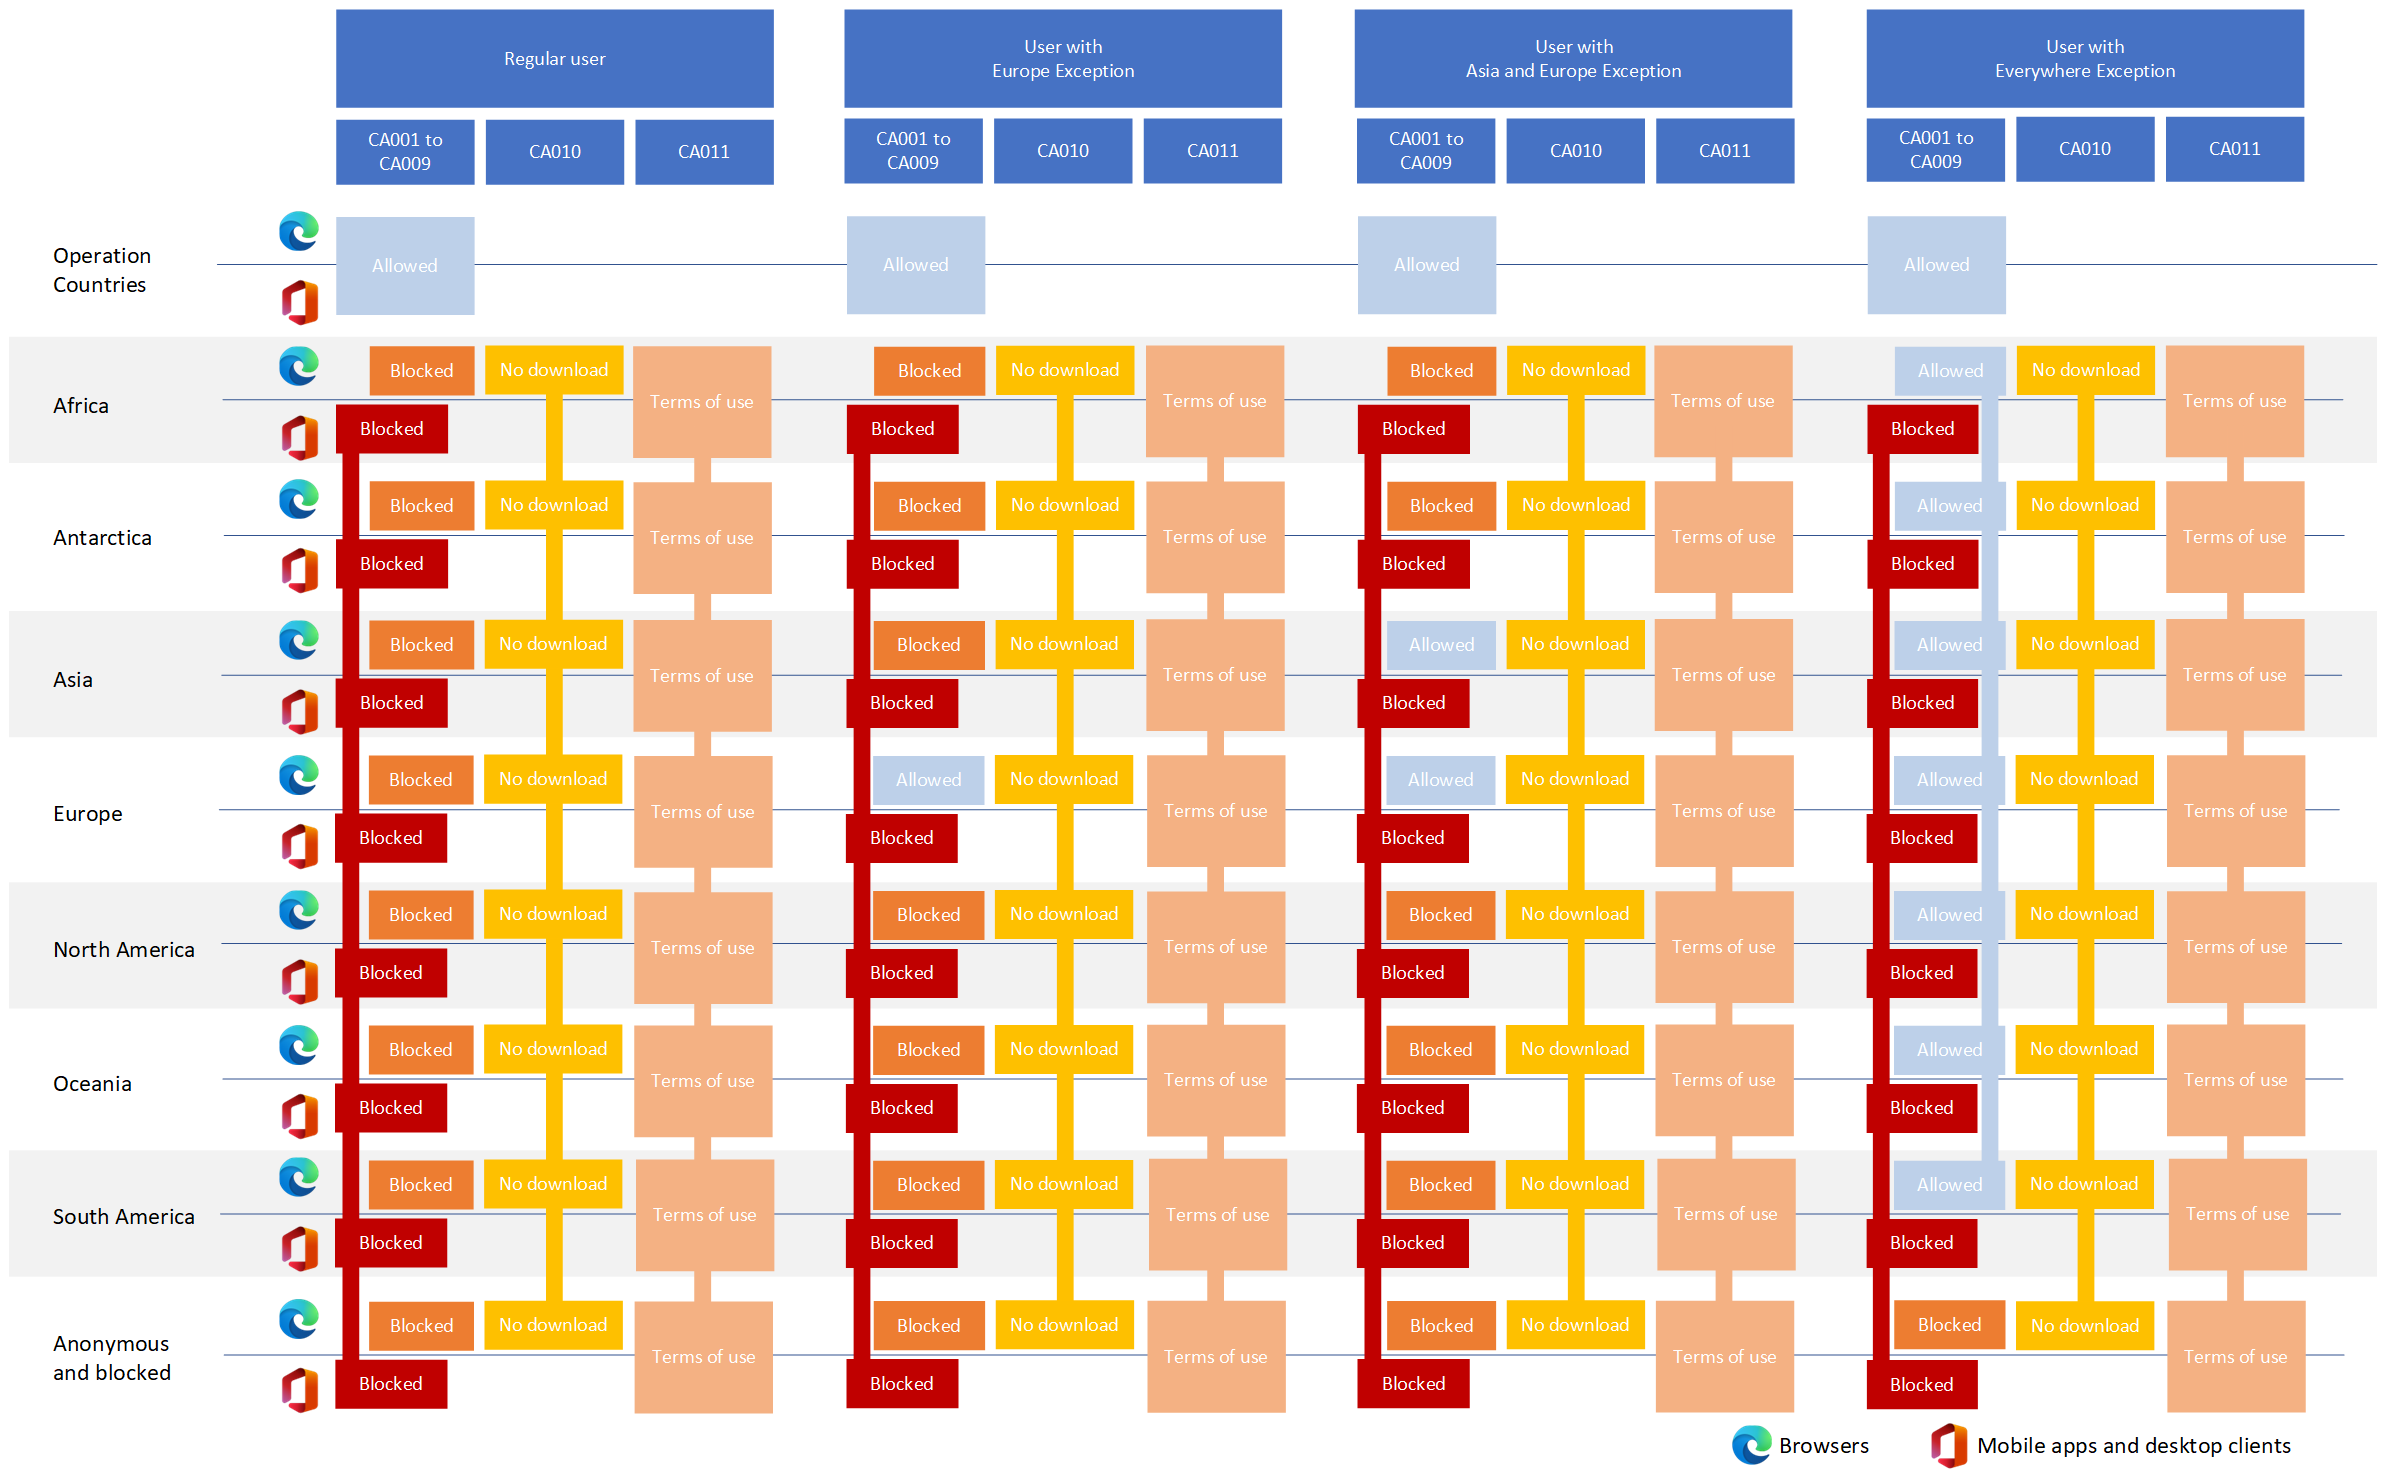 Regular user
User with
Europe Exception
User with
Asia and Europe Exception
User with
Everywhere Exception
CA001 to
CA009
CA010
CA011
CA001 to
CA009
CA010
CA011
CA001 to
CA009
CA010
CA011
CA001 to
CA009
CA010
CA011
Operation
Countries
Allowed
Allowed
Allowed
Allowed
Africa
Blocked
No download
Terms of use
Blocked
Blocked
No download
Terms of use
Blocked
Blocked
No download
Terms of use
Blocked
Allowed
No download
Terms of use
Blocked
Antarctica
Blocked
No download
Terms of use
Blocked
Blocked
No download
Terms of use
Blocked
Blocked
No download
Terms of use
Blocked
Allowed
No download
Terms of use
Blocked
Asia
Blocked
No download
Terms of use
Blocked
Blocked
No download
Terms of use
Blocked
Allowed
No download
Terms of use
Blocked
Allowed
No download
Terms of use
Blocked
Europe
Blocked
No download
Terms of use
Blocked
Allowed
No download
Terms of use
Blocked
Allowed
No download
Terms of use
Blocked
Allowed
No download
Terms of use
Blocked
North America
Blocked
No download
Terms of use
Blocked
Blocked
No download
Terms of use
Blocked
Blocked
No download
Terms of use
Blocked
Allowed
No download
Terms of use
Blocked
Oceania
Blocked
No download
Terms of use
Blocked
Blocked
No download
Terms of use
Blocked
Blocked
No download
Terms of use
Blocked
Allowed
No download
Terms of use
Blocked
South America
Blocked
No download
Terms of use
Blocked
Blocked
No download
Terms of use
Blocked
Blocked
No download
Terms of use
Blocked
Allowed
No download
Terms of use
Blocked
Anonymous
and blocked
Blocked
No download
Terms of use
Blocked
Blocked
No download
Terms of use
Blocked
Blocked
No download
Terms of use
Blocked
Blocked
No download
Terms of use
Blocked
Browsers
Mobile apps and desktop clients